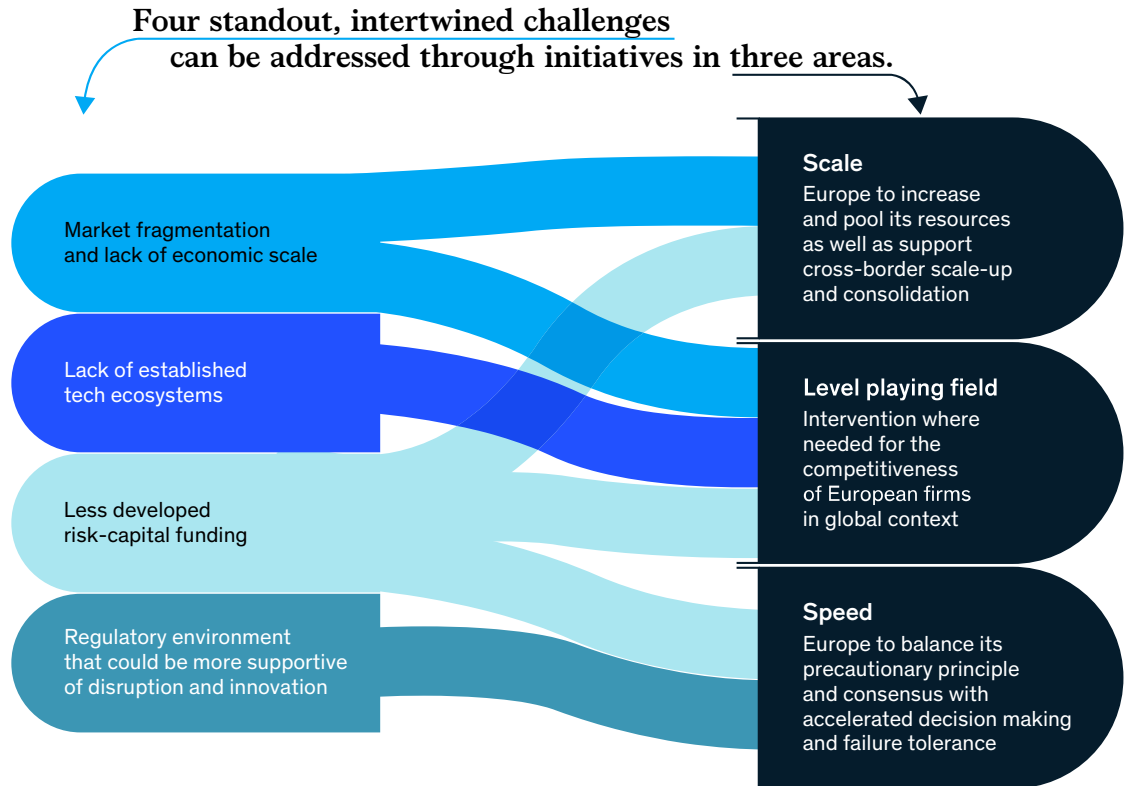 Four standout, intertwined challenges
can be addressed through initiatives in three areas.
Market fragmentation
and lack of economic scale
Lack of established
tech ecosystems
Less developed
risk-capital funding
Regulatory environment
that could be more supportive
of disruption and innovation
Scale
Europe to increase
and pool its resources
as well as support
cross-border scale-up
and consolidation
Level playing field
Intervention where
needed for the
competitiveness
of European firms
in global context
Speed
Europe to balance its
precautionary principle
and consensus with
accelerated decision making
and failure tolerance